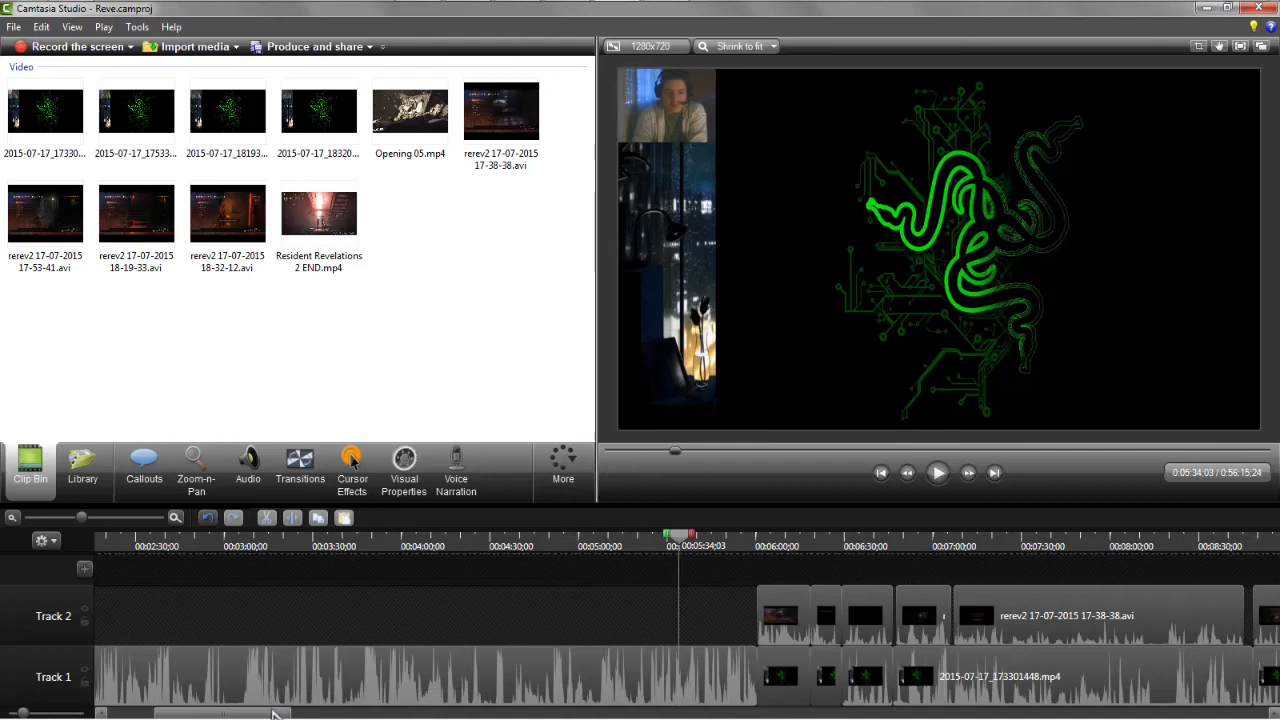 Camtasia Studio - Reve.camproj
File Edit View Play Tools Help
Record the screen Import media Produce and share
1280x720 Shrink to fit
Video
2015-07-17_17330... 2015-07-17_17533... 2015-07-17_18193... 2015-07-17_18320... Opening 05.mp4 rerev2 17-07-2015 17-38-38.avi
rerev2 17-07-2015 17-53-41.avi
rerev2 17-07-2015 18-19-33.avi
rerev2 17-07-2015 18-32-12.avi
Resident Revelations 2 END.mp4
Clip Bin Library Callouts Zoom-n-Pan Audio Transitions Cursor Effects Visual Properties Voice Narration More
0:05:34;03 / 0:56:15;24
00:02:30;00 00:03:00;00 00:03:30;00 00:04:00;00 00:04:30;00 00:05:00;00 00:05:34;03 00:06:00;00 00:06:30;00 00:07:00;00 00:07:30;00 00:08:00;00 00:08:30;00
Track 2 rerev2 17-07-2015 17-38-38.avi
Track 1 2015-07-17_173301448.mp4